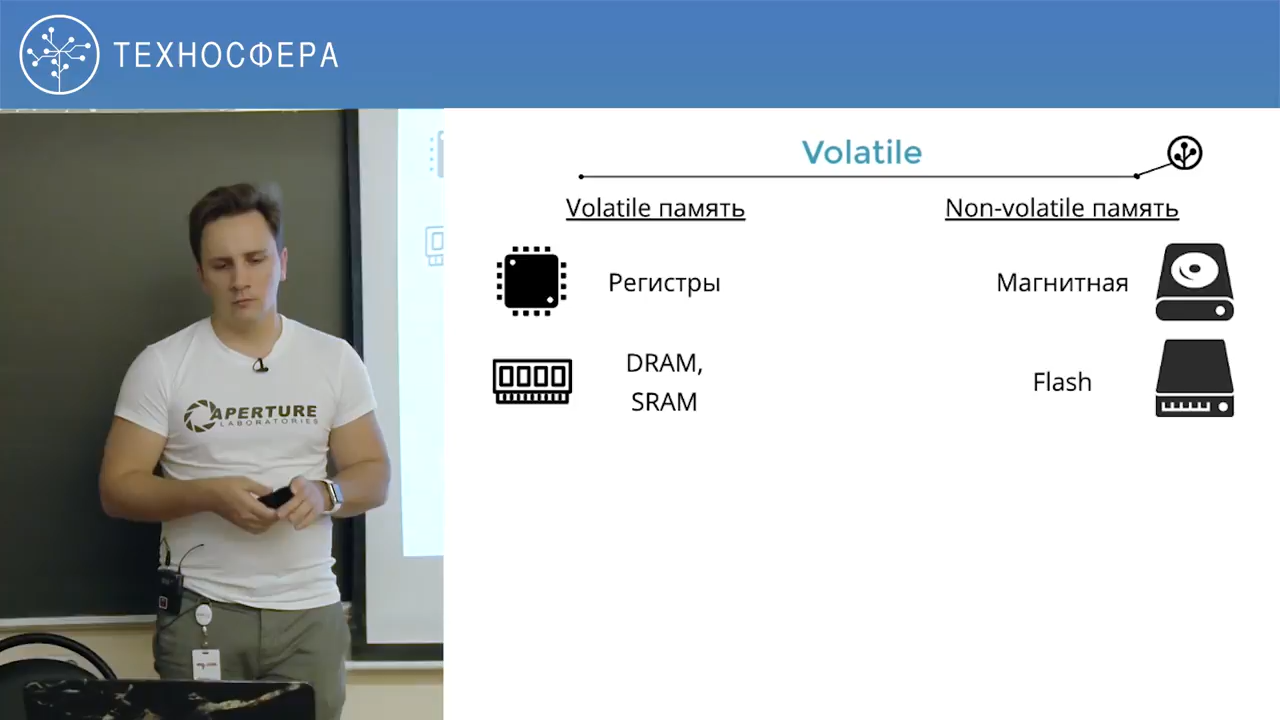 ТЕХНОСФЕРА
Volatile
Volatile память
Non-volatile память
Регистры
Магнитная
DRAM,
SRAM
Flash
APERTURE
LABORATORIES